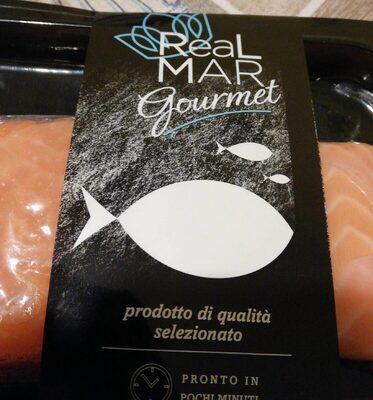 ReaL
MAR
Gourmet
prodotto di qualità
selezionato
PRONTO IN
POCHI MINUTI